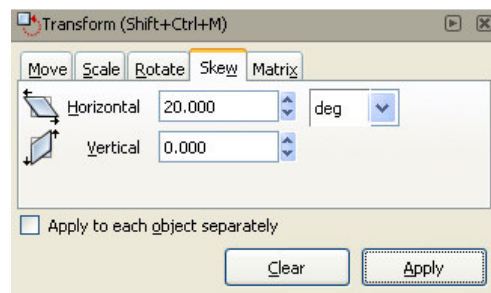 Transform (Shift+Ctrl+M)
Move Scale Rotate Skew Matrix
Horizontal 20.000 deg
Vertical 0.000
Apply to each object separately
Clear Apply